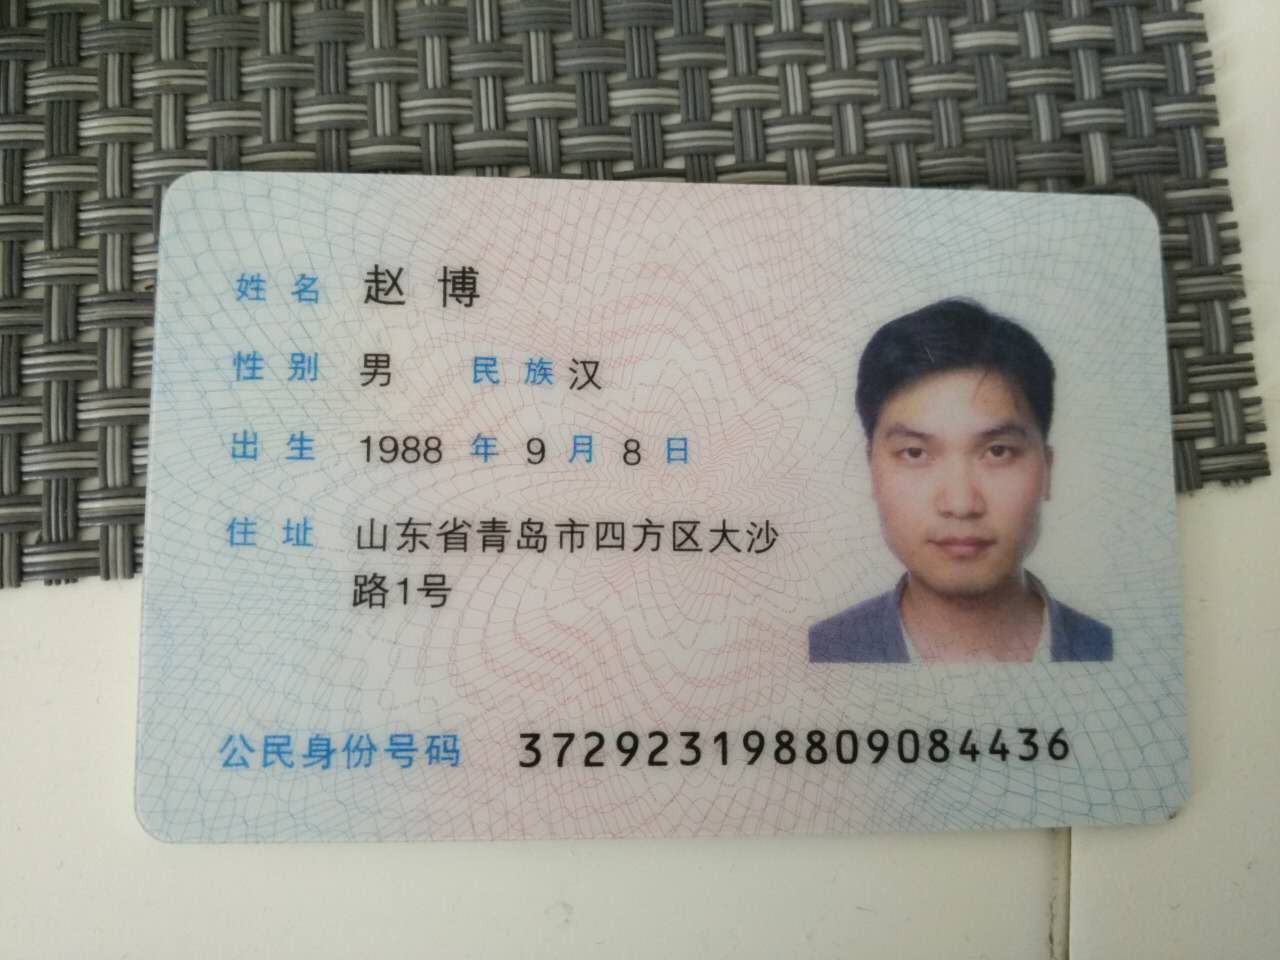 姓名 赵博
性别 男 民族 汉
出生 1988 年 9 月 8 日
住址 山东省青岛市四方区大沙
路1号
公民身份号码 372923198809084436